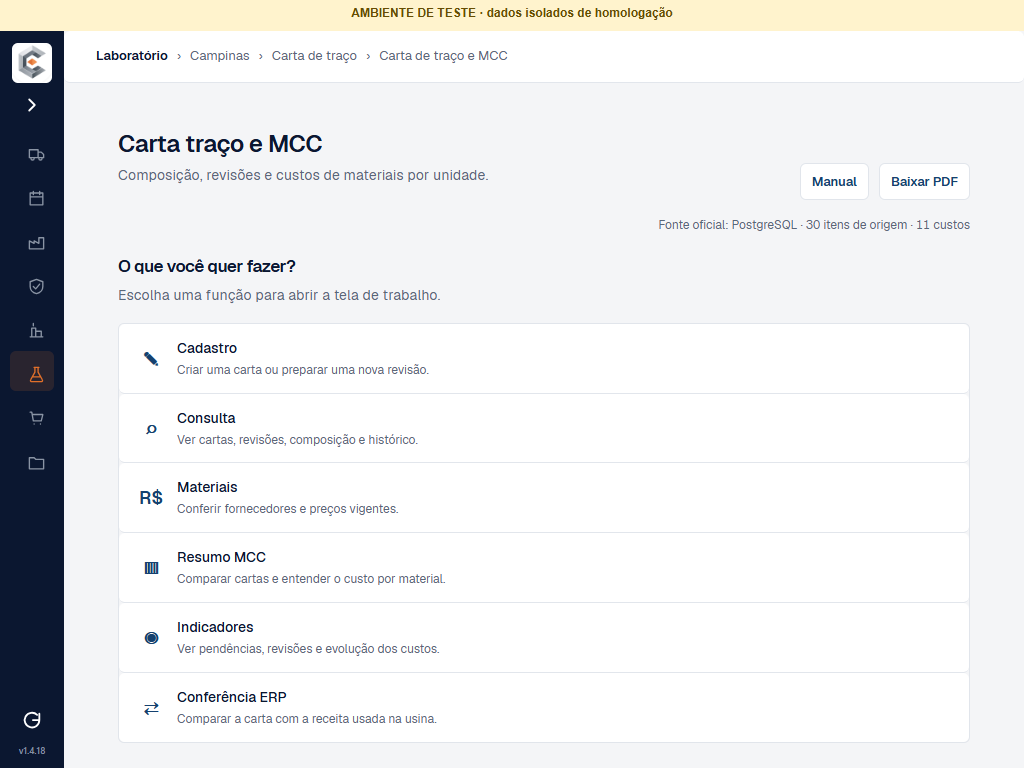 AMBIENTE DE TESTE · dados isolados de homologação
Laboratório › Campinas › Carta de traço › Carta de traço e MCC
Carta traço e MCC
Composição, revisões e custos de materiais por unidade.
Manual
Baixar PDF
Fonte oficial: PostgreSQL · 30 itens de origem · 11 custos
O que você quer fazer?
Escolha uma função para abrir a tela de trabalho.
Cadastro
Criar uma carta ou preparar uma nova revisão.
Consulta
Ver cartas, revisões, composição e histórico.
R$
Materiais
Conferir fornecedores e preços vigentes.
Resumo MCC
Comparar cartas e entender o custo por material.
Indicadores
Ver pendências, revisões e evolução dos custos.
Conferência ERP
Comparar a carta com a receita usada na usina.
v1.4.18